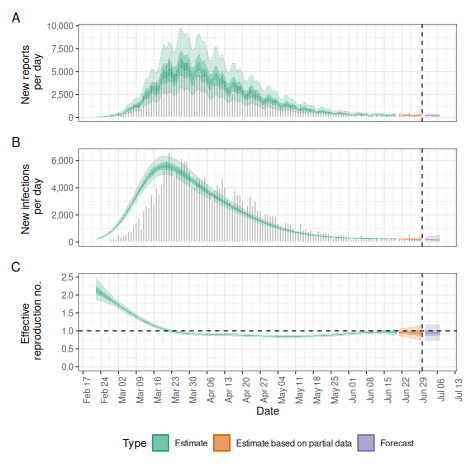 A
New reports
per day
10,000
7,500
5,000
2,500
0
B
New infections
per day
6,000
4,000
2,000
0
C
Effective
reproduction no.
2.5
2.0
1.5
1.0
0.5
0.0
Feb 17
Feb 24
Mar 02
Mar 09
Mar 16
Mar 23
Mar 30
Apr 06
Apr 13
Apr 20
Apr 27
May 04
May 11
May 18
May 25
Jun 01
Jun 08
Jun 15
Jun 22
Jun 29
Jul 06
Jul 13
Date
Type Estimate Estimate based on partial data Forecast